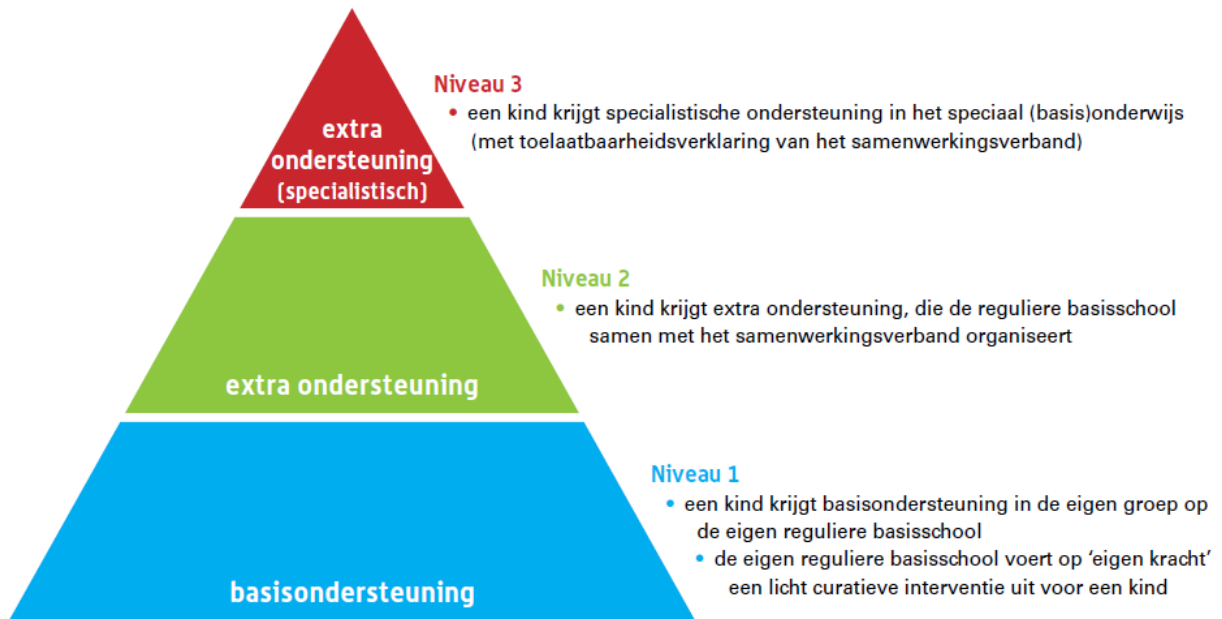 Niveau 3
• een kind krijgt specialistische ondersteuning in het speciaal (basis)onderwijs
(met toelaatbaarheidsverklaring van het samenwerkingsverband)
extra
ondersteuning
(specialistisch)
Niveau 2
• een kind krijgt extra ondersteuning, die de reguliere basisschool
samen met het samenwerkingsverband organiseert
extra ondersteuning
Niveau 1
• een kind krijgt basisondersteuning in de eigen groep op
de eigen reguliere basisschool
• de eigen reguliere basisschool voert op ‘eigen kracht’
een licht curatieve interventie uit voor een kind
basisondersteuning